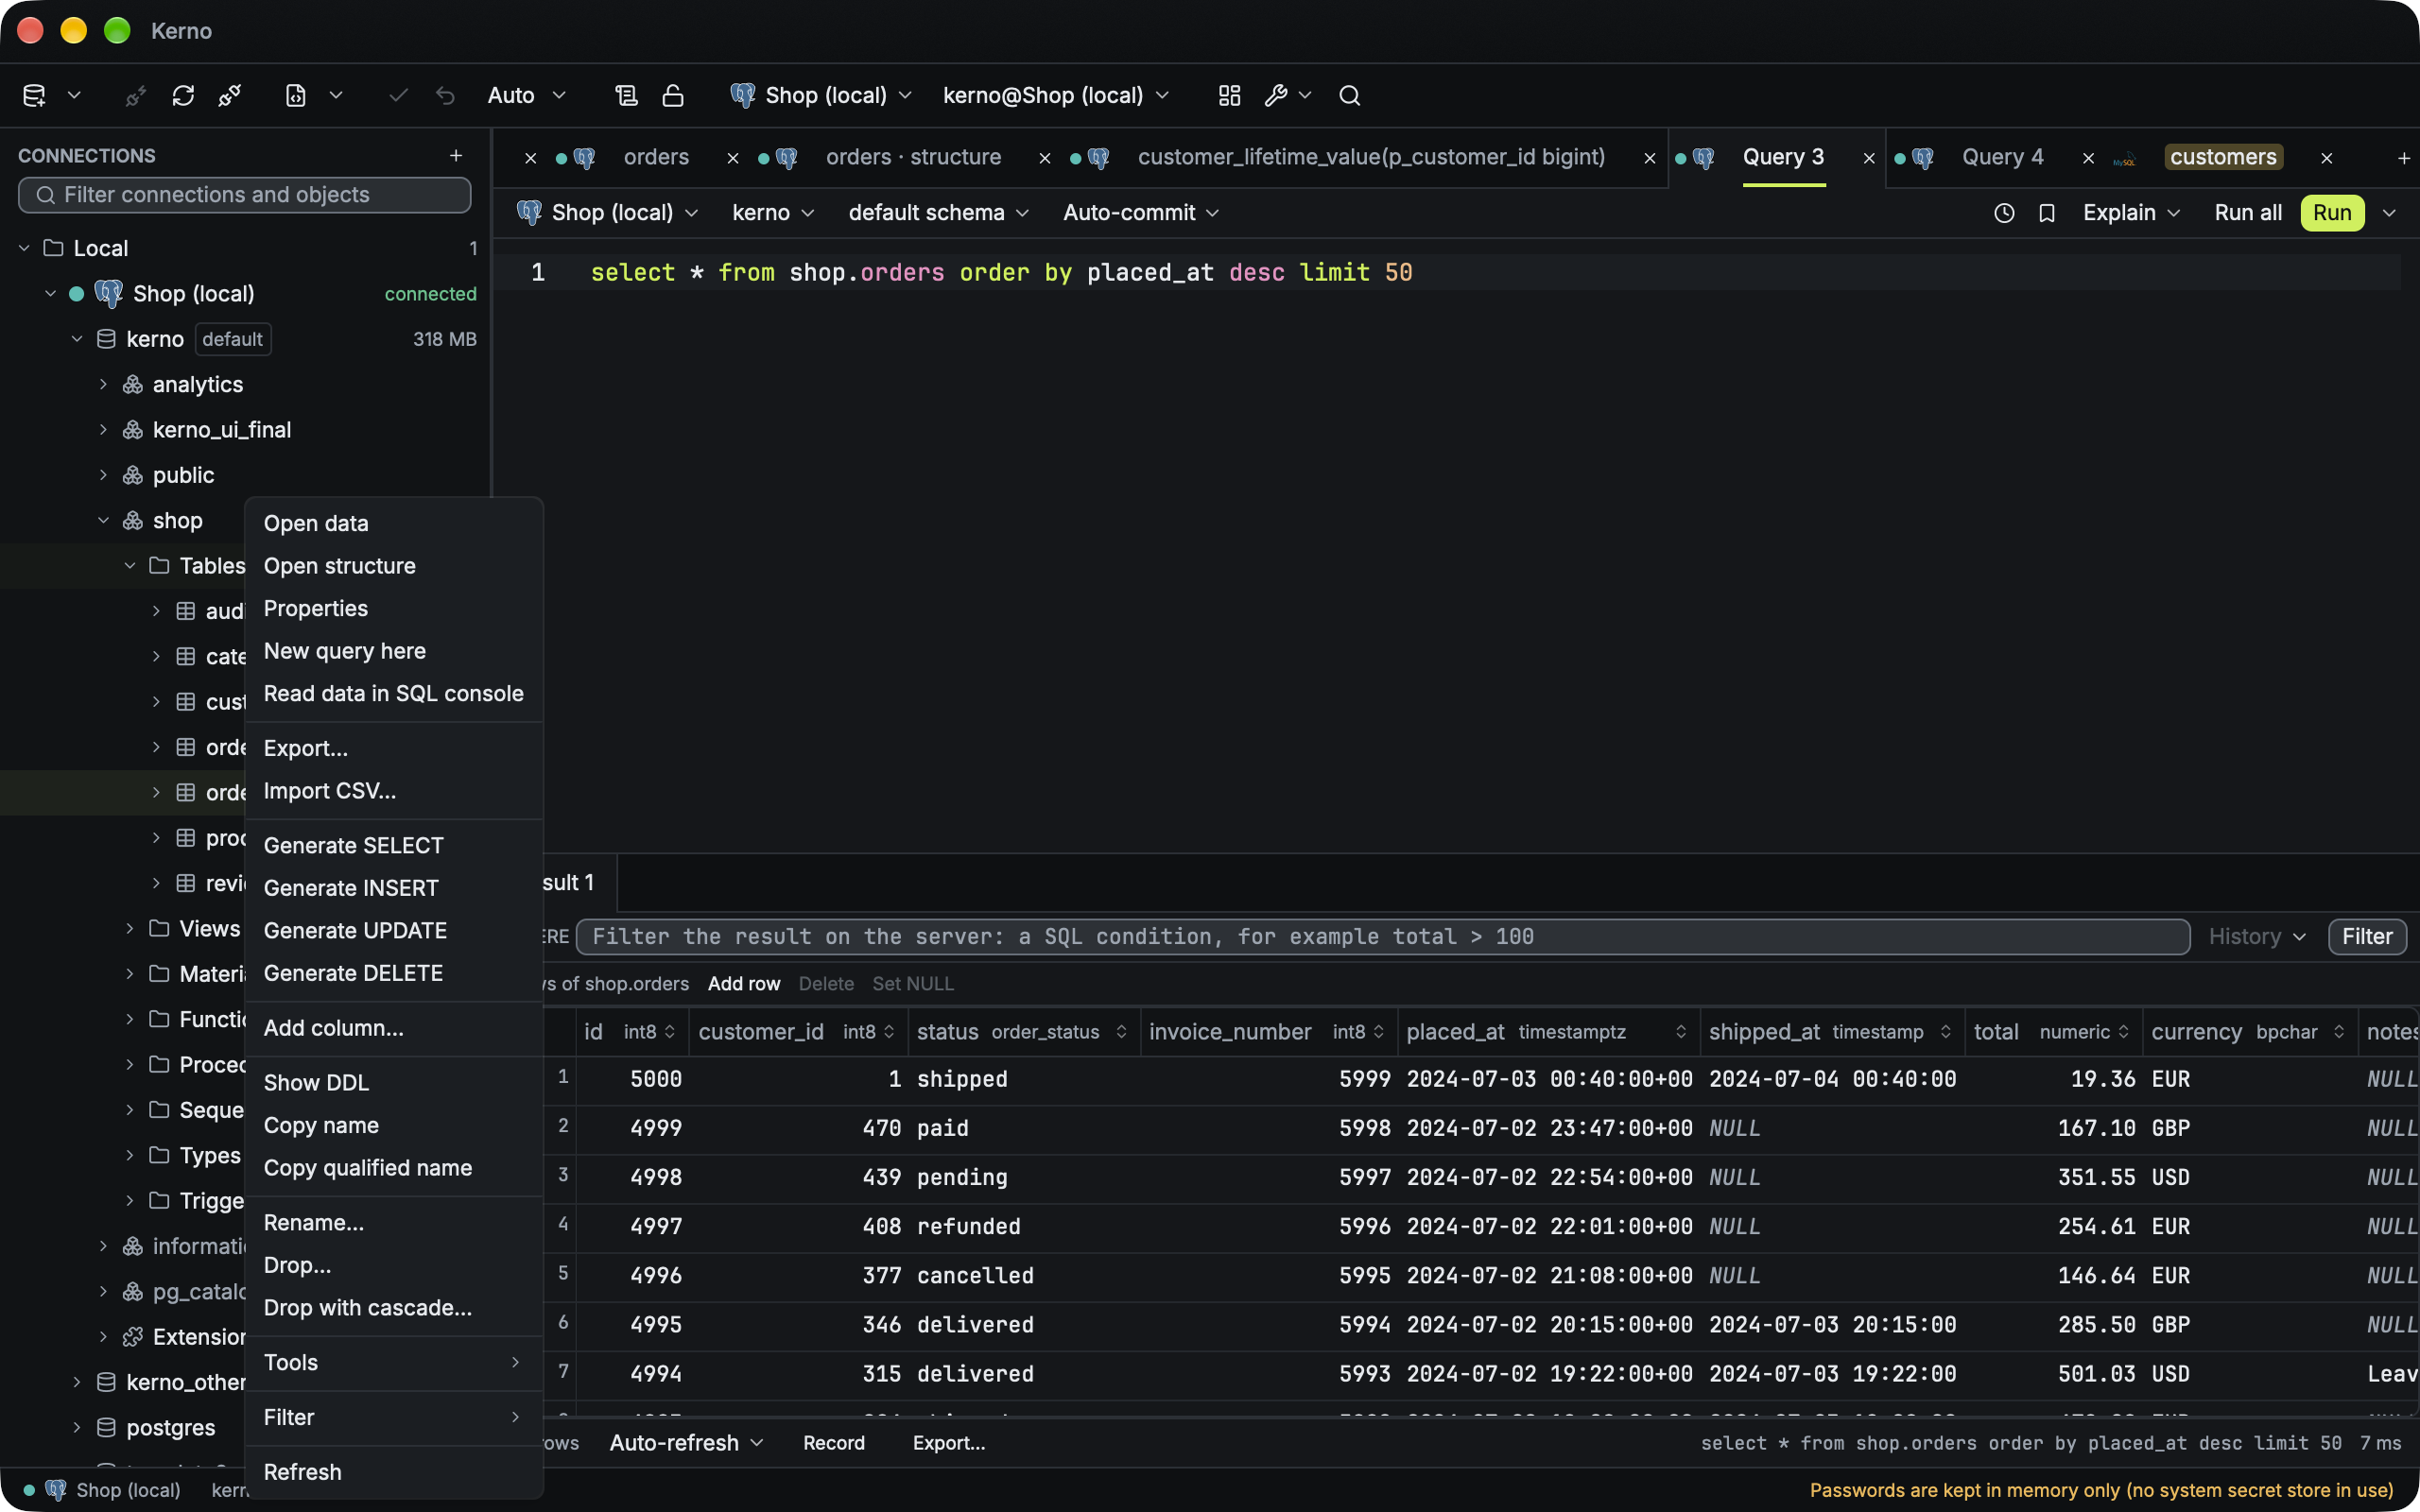 Kerno
Auto
Shop (local)
kerno@Shop (local)
CONNECTIONS
Filter connections and objects
Local 1
Shop (local) connected
kerno default 318 MB
analytics
kerno_ui_final
public
shop
Tables
audi
cate
cust
orde
orde
prod
revi
Views
Materia
Functio
Proced
Seque
Types
Trigge
informatio
pg_catalo
Extension
kerno_other
postgres
Open data
Open structure
Properties
New query here
Read data in SQL console
Export...
Import CSV...
Generate SELECT
Generate INSERT
Generate UPDATE
Generate DELETE
Add column...
Show DDL
Copy name
Copy qualified name
Rename...
Drop...
Drop with cascade...
Tools
Filter
Refresh
orders
orders · structure
customer_lifetime_value(p_customer_id bigint)
Query 3
Query 4
MySQL
customers
Shop (local) kerno default schema Auto-commit Explain Run all Run
1 select * from shop.orders order by placed_at desc limit 50
sult 1
ERE Filter the result on the server: a SQL condition, for example total > 100 History Filter
s of shop.orders Add row Delete Set NULL
id int8 customer_id int8 status order_status invoice_number int8 placed_at timestamptz shipped_at timestamp total numeric currency bpchar notes
1 5000 1 shipped 5999 2024-07-03 00:40:00+00 2024-07-04 00:40:00 19.36 EUR NULL
2 4999 470 paid 5998 2024-07-02 23:47:00+00 NULL 167.10 GBP NULL
3 4998 439 pending 5997 2024-07-02 22:54:00+00 NULL 351.55 USD NULL
4 4997 408 refunded 5996 2024-07-02 22:01:00+00 NULL 254.61 EUR NULL
5 4996 377 cancelled 5995 2024-07-02 21:08:00+00 NULL 146.64 EUR NULL
6 4995 346 delivered 5994 2024-07-02 20:15:00+00 2024-07-03 20:15:00 285.50 GBP NULL
7 4994 315 delivered 5993 2024-07-02 19:22:00+00 2024-07-03 19:22:00 501.03 USD Leav
ows Auto-refresh Record Export... select * from shop.orders order by placed_at desc limit 50 7 ms
Shop (local) kern Passwords are kept in memory only (no system secret store in use)